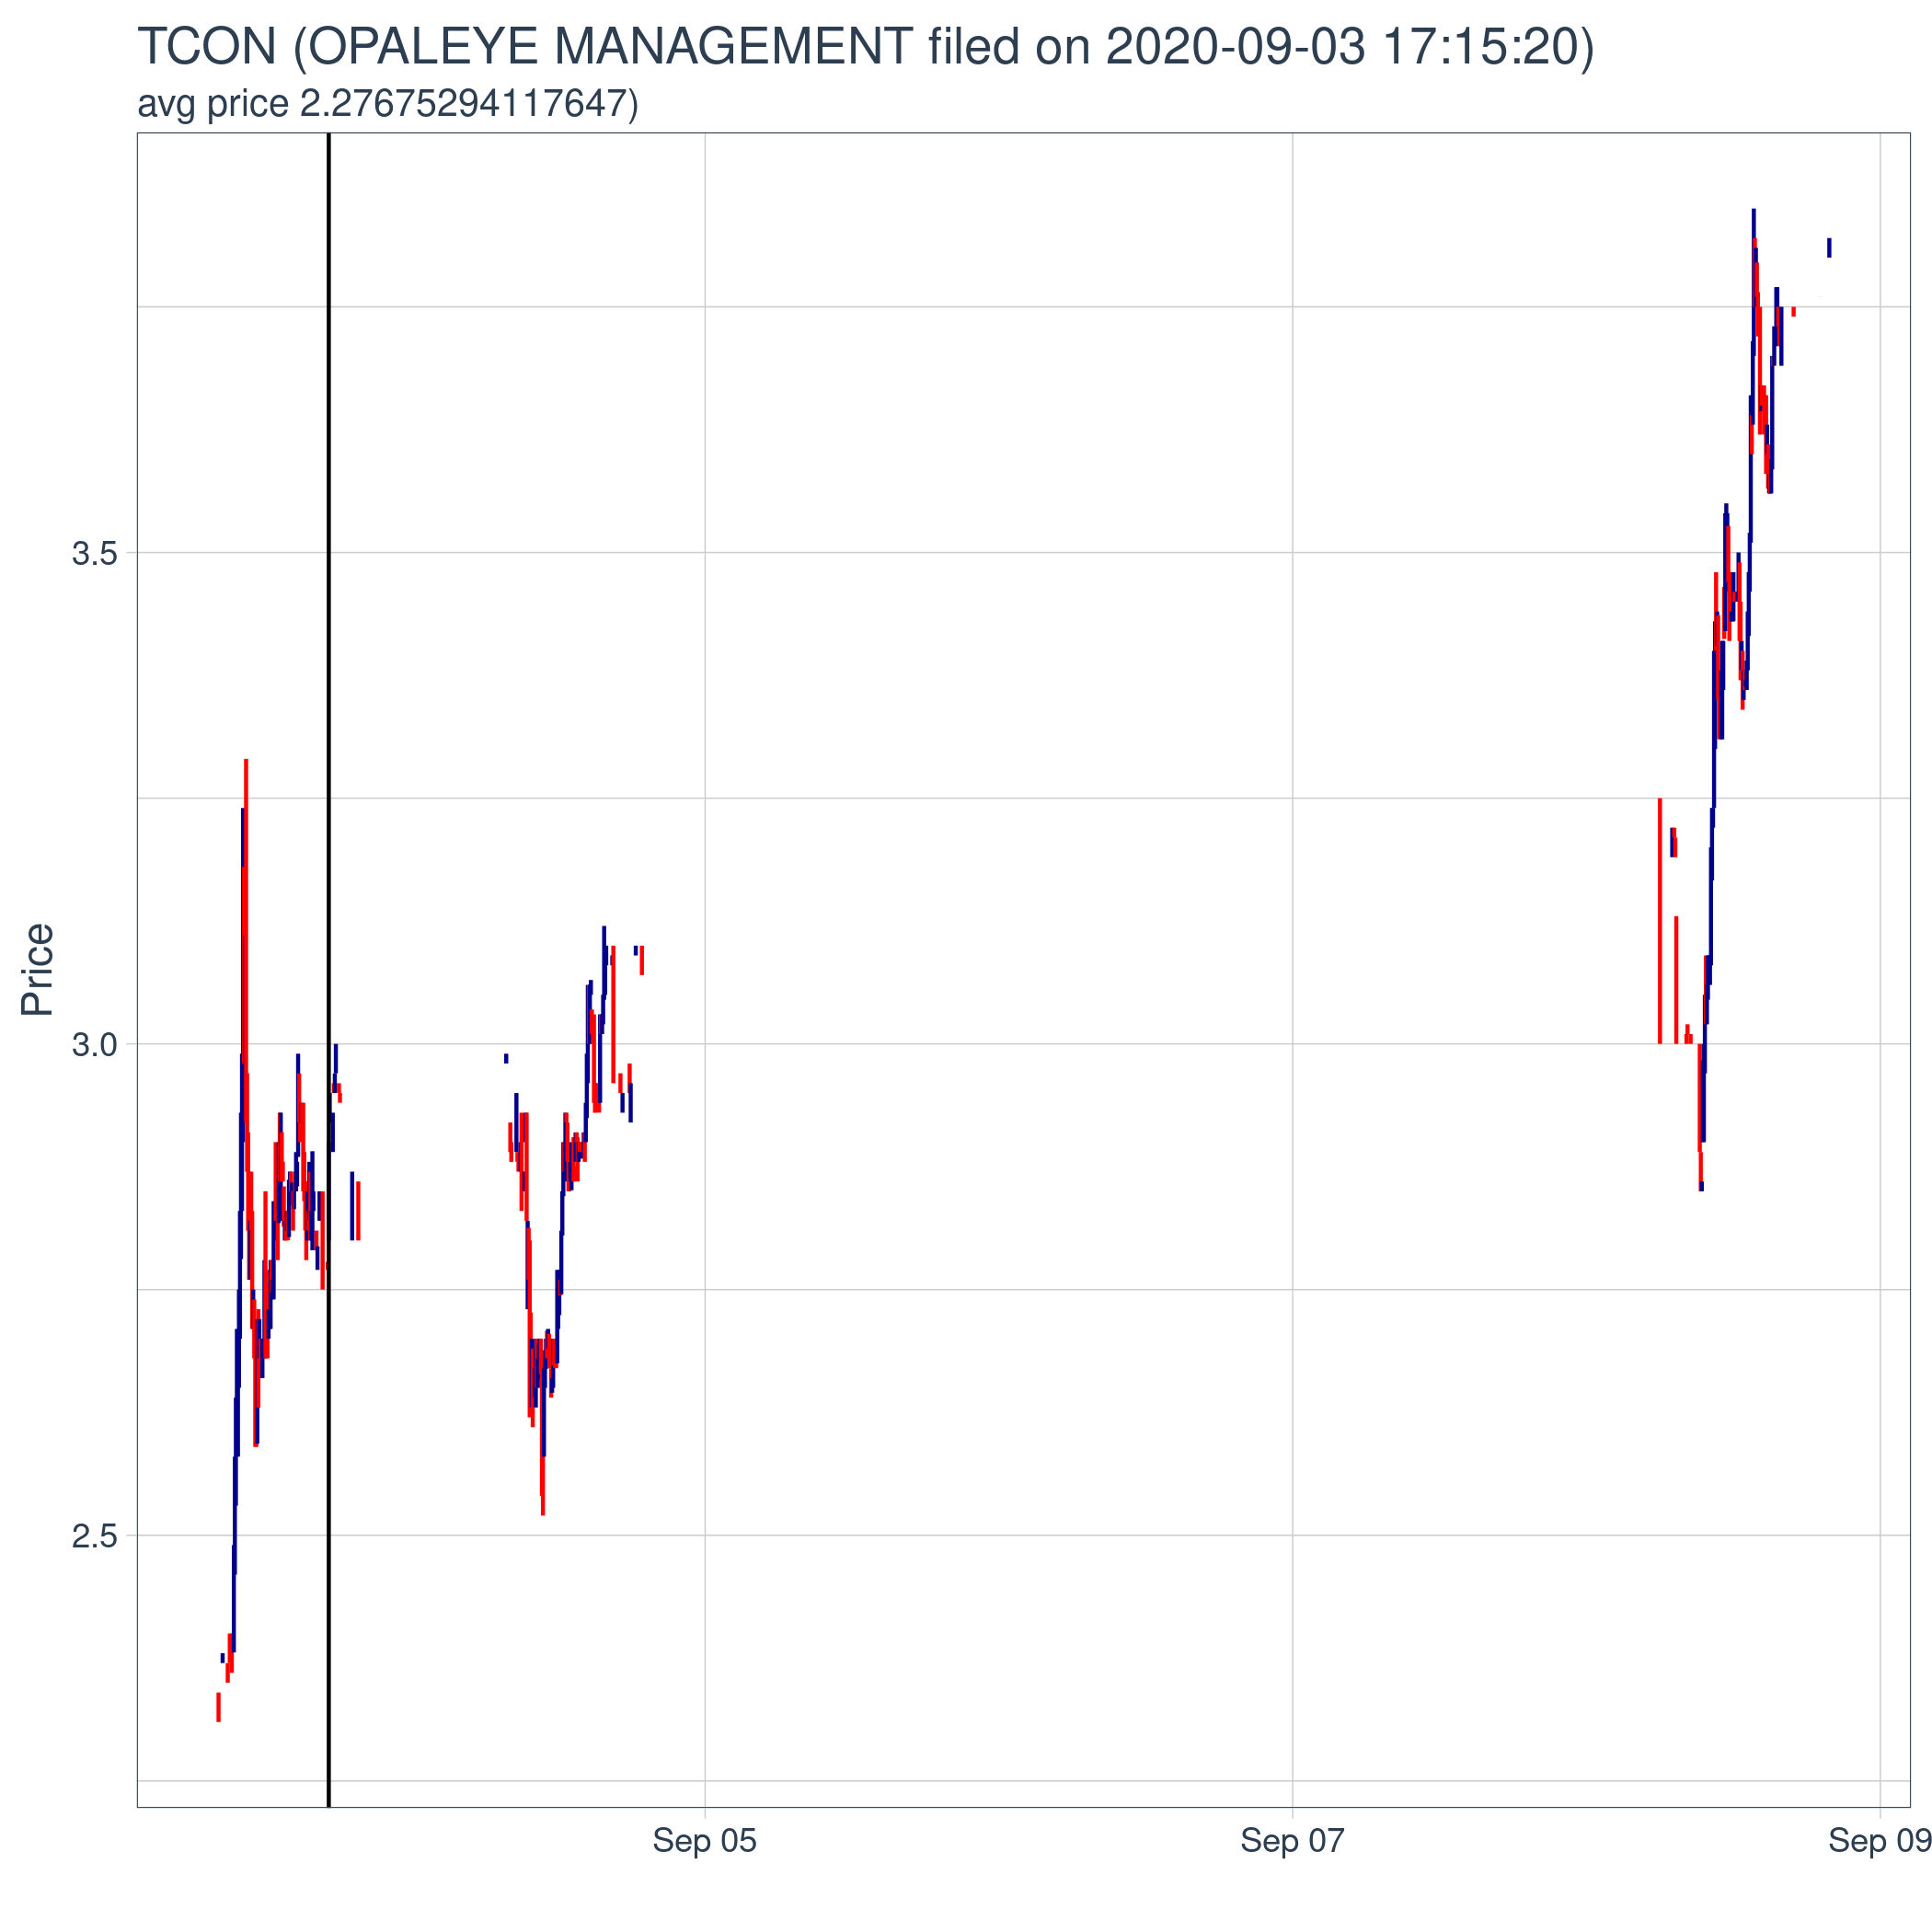 TCON (OPALEYE MANAGEMENT filed on 2020-09-03 17:15:20)
avg price 2.27675294117647)
3.5
3.0
2.5
Price
Sep 05
Sep 07
Sep 09